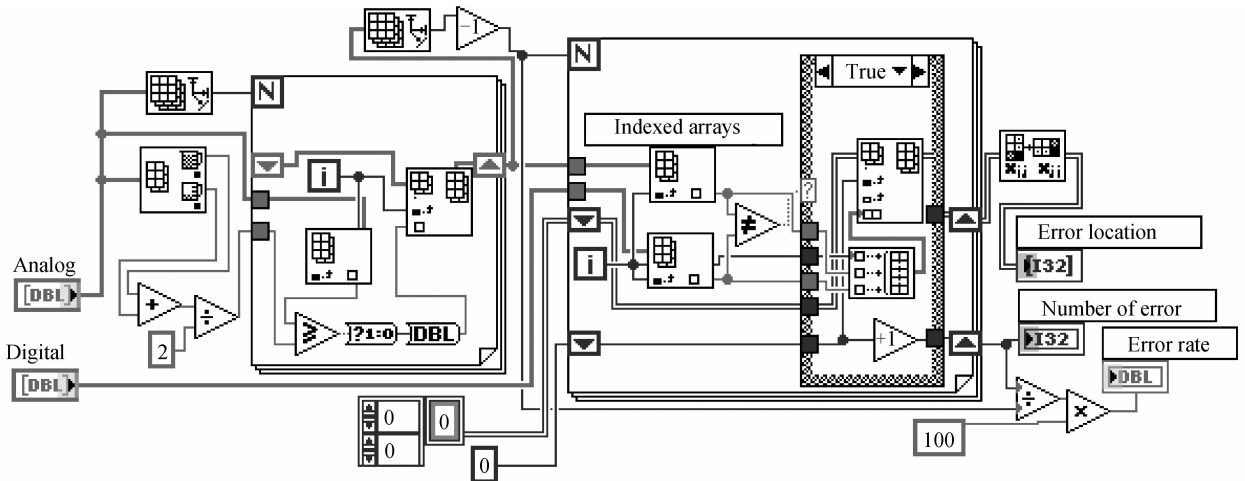 -1
N
N
True
Indexed arrays
i
?
≠
i
Error location
[I32]
Analog
[DBL]
+
÷
2
≥
?1:0
DBL
+1
Number of error
I32
Digital
[DBL]
Error rate
DBL
÷
×
0
0
0
0
100